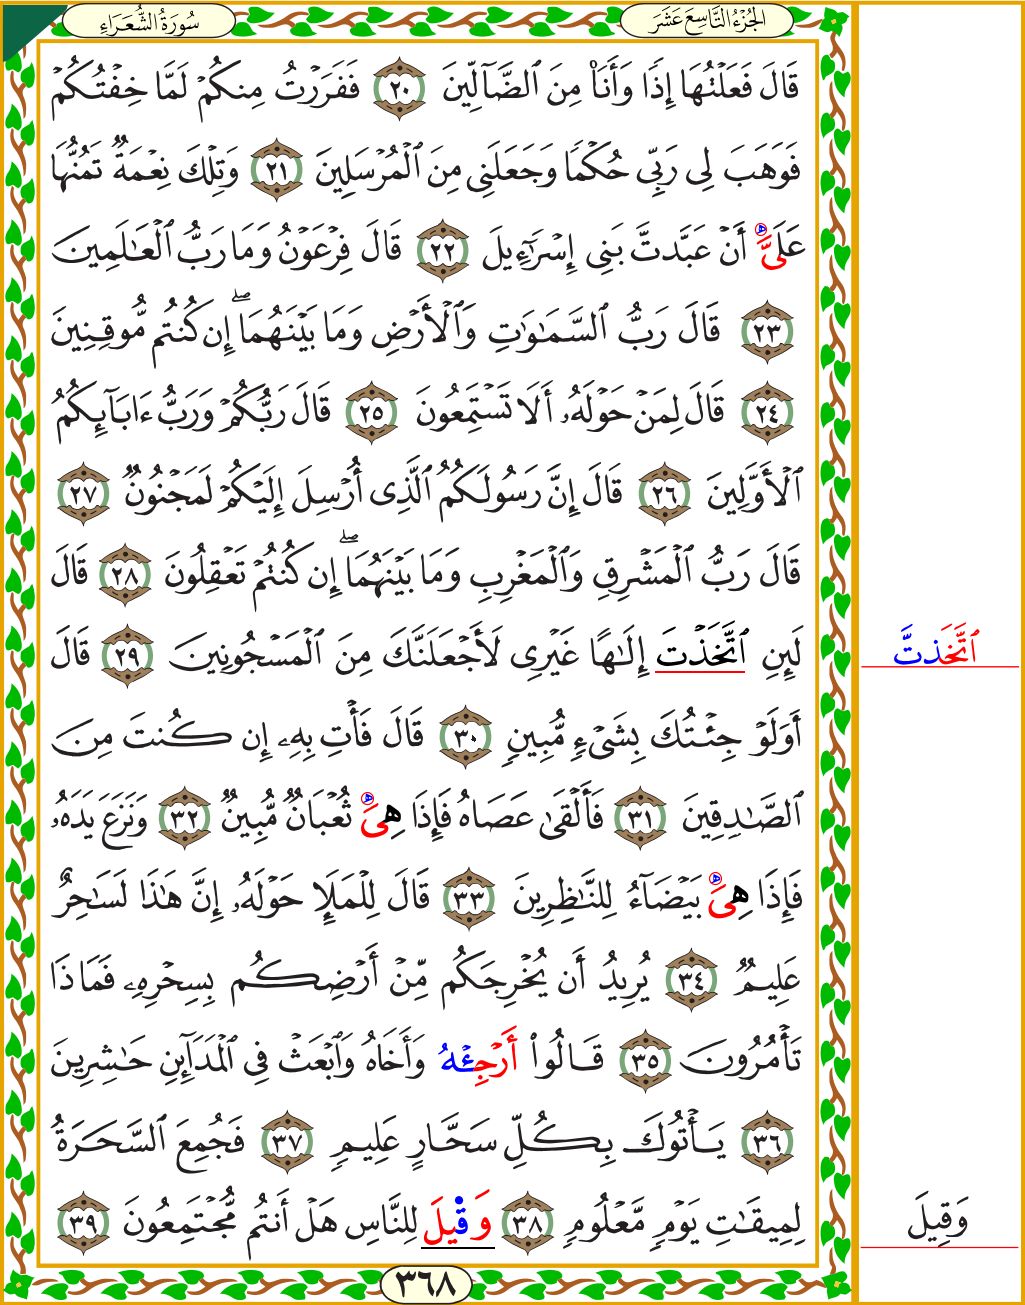 الجُزْءُ التَّاسِعَ عَشَرَ
سُورَةُ الشُّعَرَاءِ
قَالَ فَعَلْتُهَا إِذًا وَأَنَا۠ مِنَ ٱلضَّآلِّينَ ٢٠ فَفَرَرْتُ مِنكُمْ لَمَّا خِفْتُكُمْ
فَوَهَبَ لِى رَبِّى حُكْمًا وَجَعَلَنِى مِنَ ٱلْمُرْسَلِينَ ٢١ وَتِلْكَ نِعْمَةٌ تَمُنُّهَا
عَلَىَّ أَنْ عَبَّدتَّ بَنِى إِسْرَٰٓءِيلَ ٢٢ قَالَ فِرْعَوْنُ وَمَا رَبُّ ٱلْعَٰلَمِينَ
٢٣ قَالَ رَبُّ ٱلسَّمَٰوَٰتِ وَٱلْأَرْضِ وَمَا بَيْنَهُمَآ ۖ إِن كُنتُم مُّوقِنِينَ
٢٤ قَالَ لِمَنْ حَوْلَهُۥٓ أَلَا تَسْتَمِعُونَ ٢٥ قَالَ رَبُّكُمْ وَرَبُّ ءَابَآئِكُمُ
ٱلْأَوَّلِينَ ٢٦ قَالَ إِنَّ رَسُولَكُمُ ٱلَّذِىٓ أُرْسِلَ إِلَيْكُمْ لَمَجْنُونٌ ٢٧
قَالَ رَبُّ ٱلْمَشْرِقِ وَٱلْمَغْرِبِ وَمَا بَيْنَهُمَآ ۖ إِن كُنتُمْ تَعْقِلُونَ ٢٨ قَالَ
لَئِنِ ٱتَّخَذْتَ إِلَٰهًا غَيْرِى لَأَجْعَلَنَّكَ مِنَ ٱلْمَسْجُونِينَ ٢٩ قَالَ
ٱتَّخَذتَّ
أَوَلَوْ جِئْتُكَ بِشَىْءٍ مُّبِينٍ ٣٠ قَالَ فَأْتِ بِهِۦٓ إِن كُنتَ مِنَ
ٱلصَّٰدِقِينَ ٣١ فَأَلْقَىٰ عَصَاهُ فَإِذَا هِىَ ثُعْبَانٌ مُّبِينٌ ٣٢ وَنَزَعَ يَدَهُۥ
فَإِذَا هِىَ بَيْضَآءُ لِلنَّٰظِرِينَ ٣٣ قَالَ لِلْمَلَإِ حَوْلَهُۥٓ إِنَّ هَٰذَا لَسَٰحِرٌ
عَلِيمٌ ٣٤ يُرِيدُ أَن يُخْرِجَكُم مِّنْ أَرْضِكُم بِسِحْرِهِۦ فَمَاذَا
تَأْمُرُونَ ٣٥ قَالُوٓا۟ أَرْجِئْهُ وَأَخَاهُ وَٱبْعَثْ فِى ٱلْمَدَآئِنِ حَٰشِرِينَ
٣٦ يَأْتُوكَ بِكُلِّ سَحَّارٍ عَلِيمٍ ٣٧ فَجُمِعَ ٱلسَّحَرَةُ
لِمِيقَٰتِ يَوْمٍ مَّعْلُومٍ ٣٨ وَقِيلَ لِلنَّاسِ هَلْ أَنتُم مُّجْتَمِعُونَ ٣٩
وَقِيلَ
٣٦٨